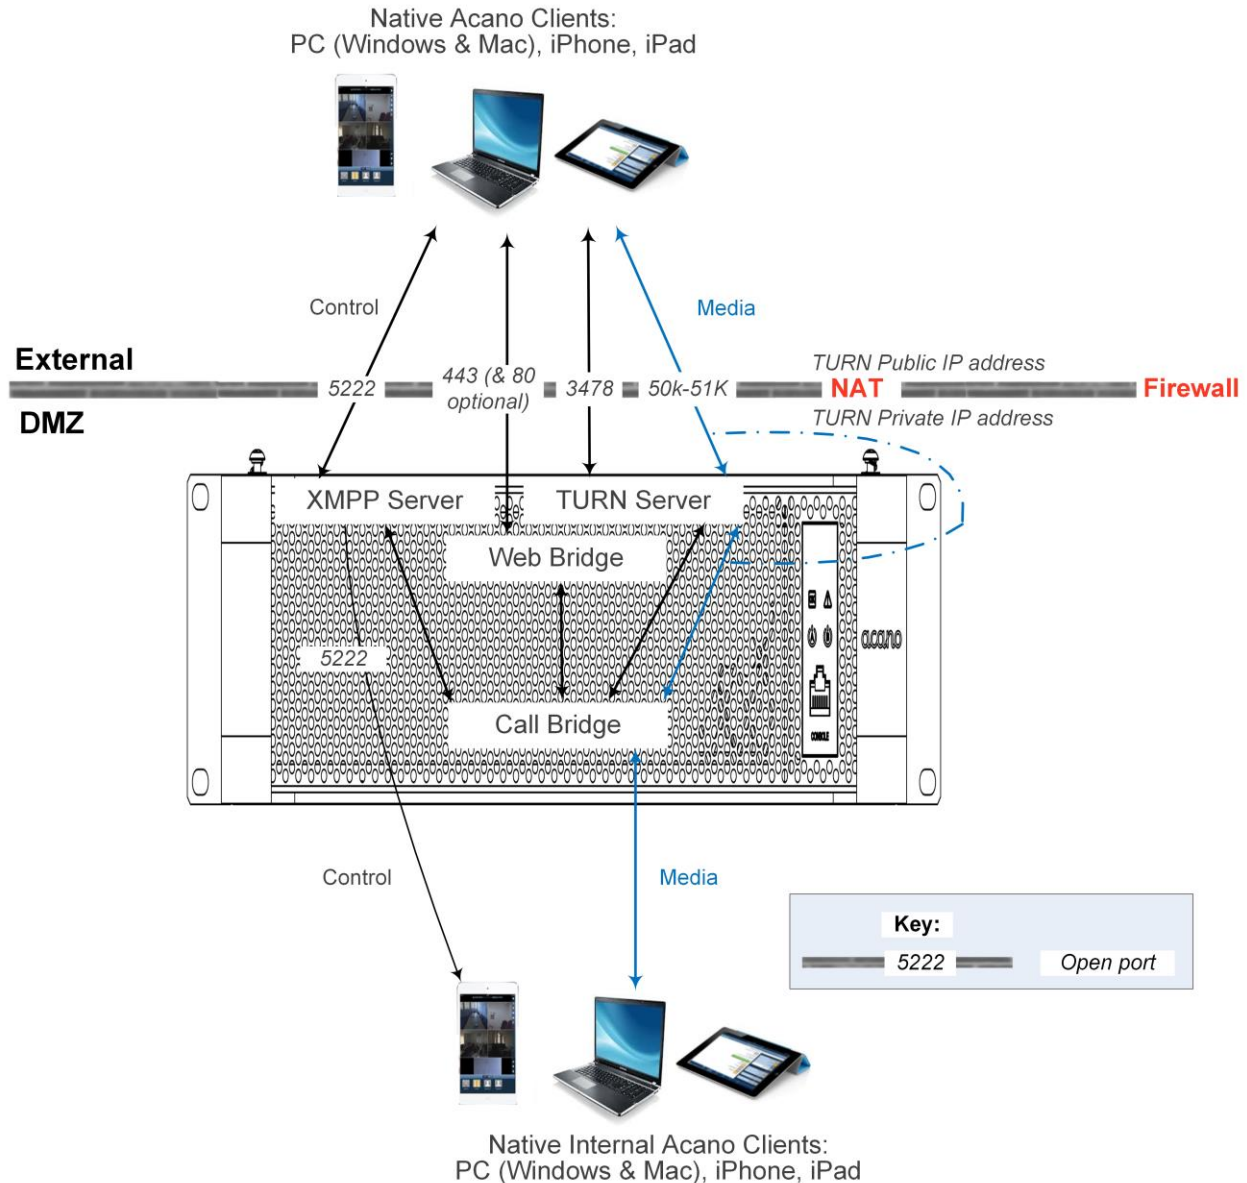 Native Acano Clients:
PC (Windows & Mac), iPhone, iPad
Control
Media
External
TURN Public IP address
5222
443 (& 80
optional)
3478
50k-51K
NAT
Firewall
DMZ
TURN Private IP address
XMPP Server
TURN Server
Web Bridge
acano
5222
Call Bridge
CONSOLE
Control
Media
Key:
5222
Open port
Native Internal Acano Clients:
PC (Windows & Mac), iPhone, iPad